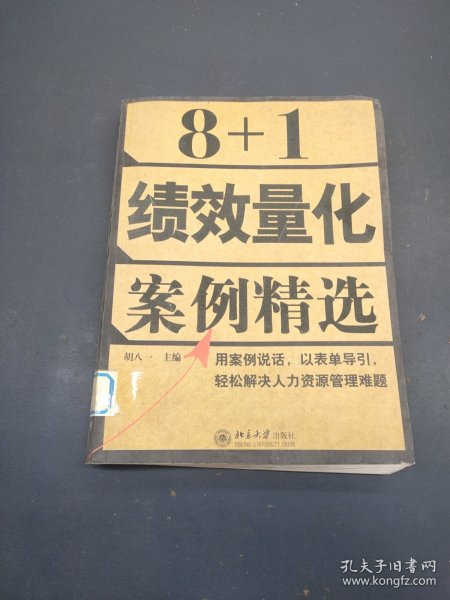 8+1
绩效量化
案例精选
胡八一 主编
用案例说话，以表单导引，
轻松解决人力资源管理难题
北京大学出版社
PEKING UNIVERSITY PRESS
孔夫子旧书网
www.kongfz.com